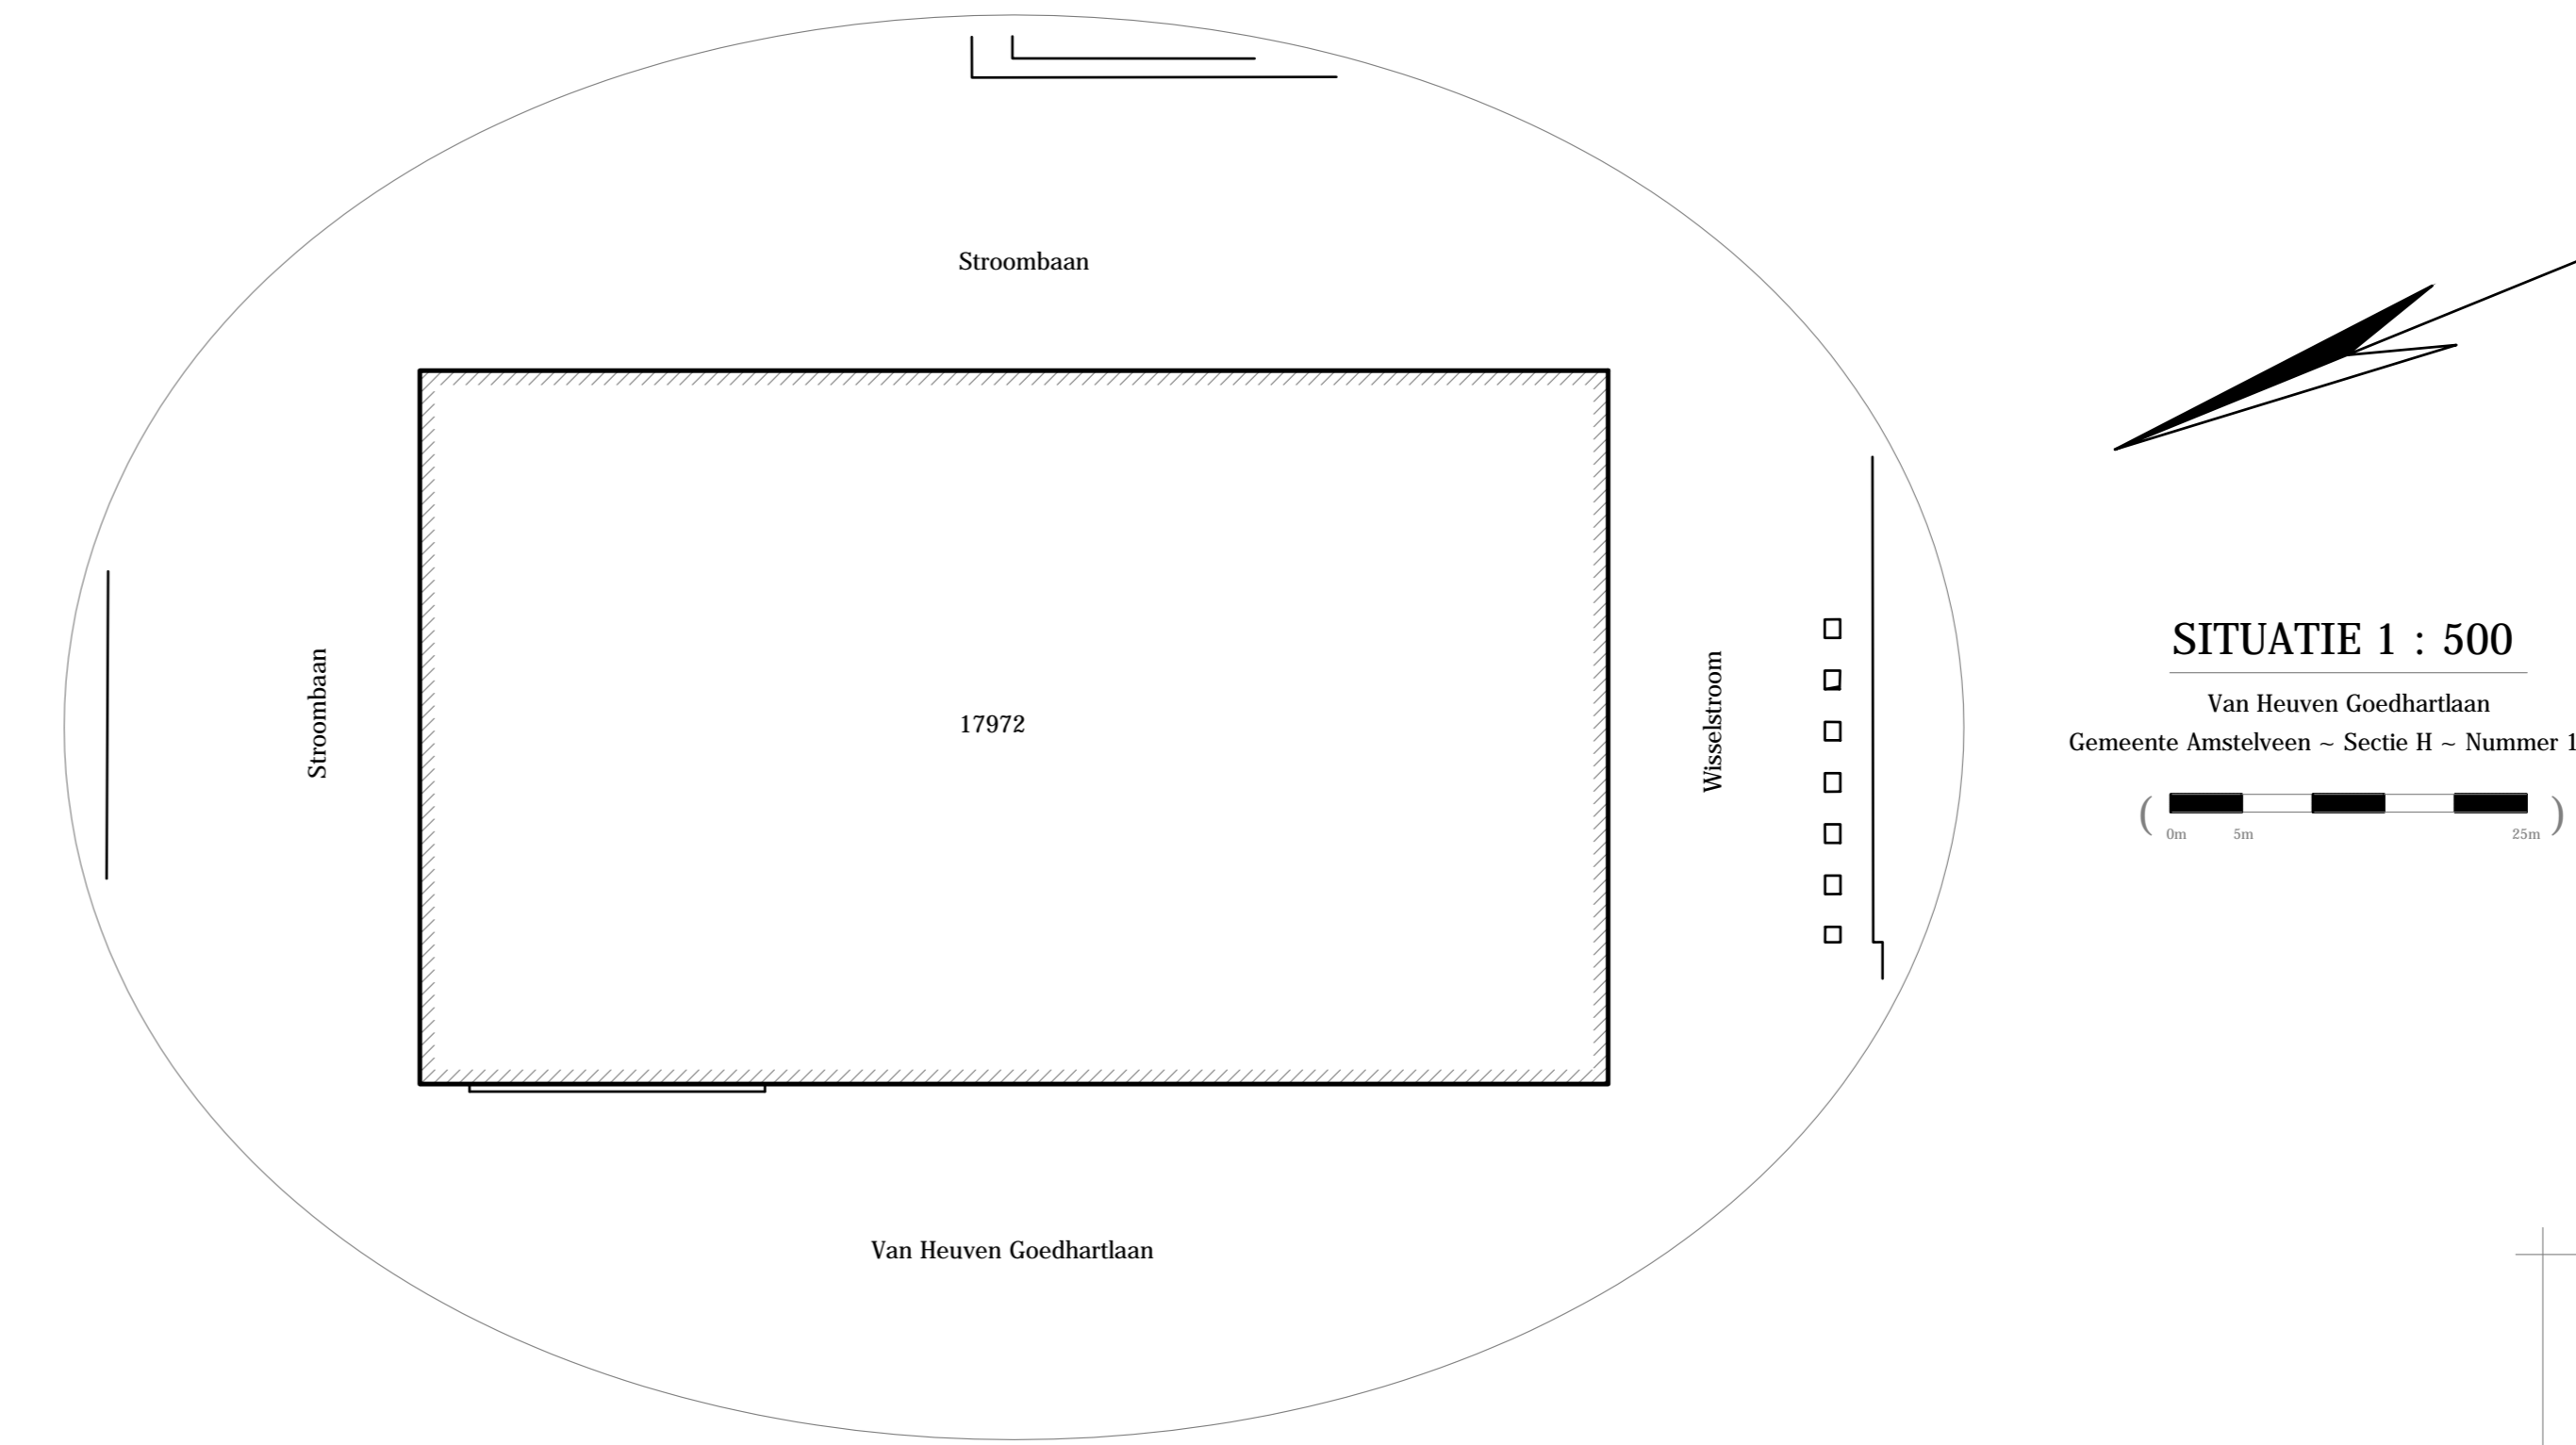 Stroombaan
Stroombaan
17972
Wisselstroom
Van Heuven Goedhartlaan
SITUATIE 1 : 500
Van Heuven Goedhartlaan
Gemeente Amstelveen ~ Sectie H ~ Nummer 1
( )
0m 5m 25m